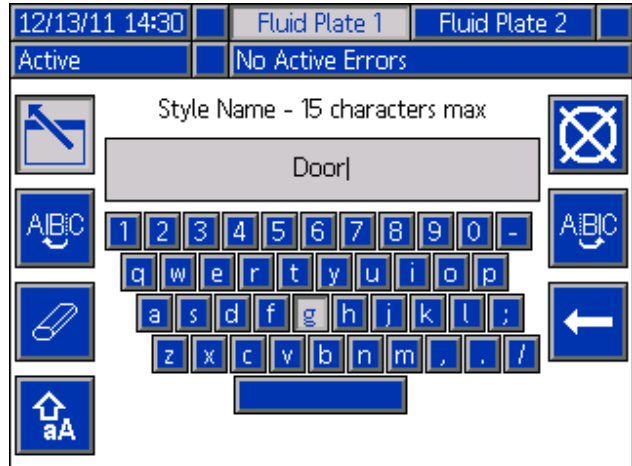 12/13/11 14:30 Fluid Plate 1 Fluid Plate 2
Active No Active Errors
Style Name - 15 characters max
Door
ABC
ABC
1 2 3 4 5 6 7 8 9 0 -
q w e r t y u i o p
a s d f g h j k l ;
z x c v b n m , . /
aA